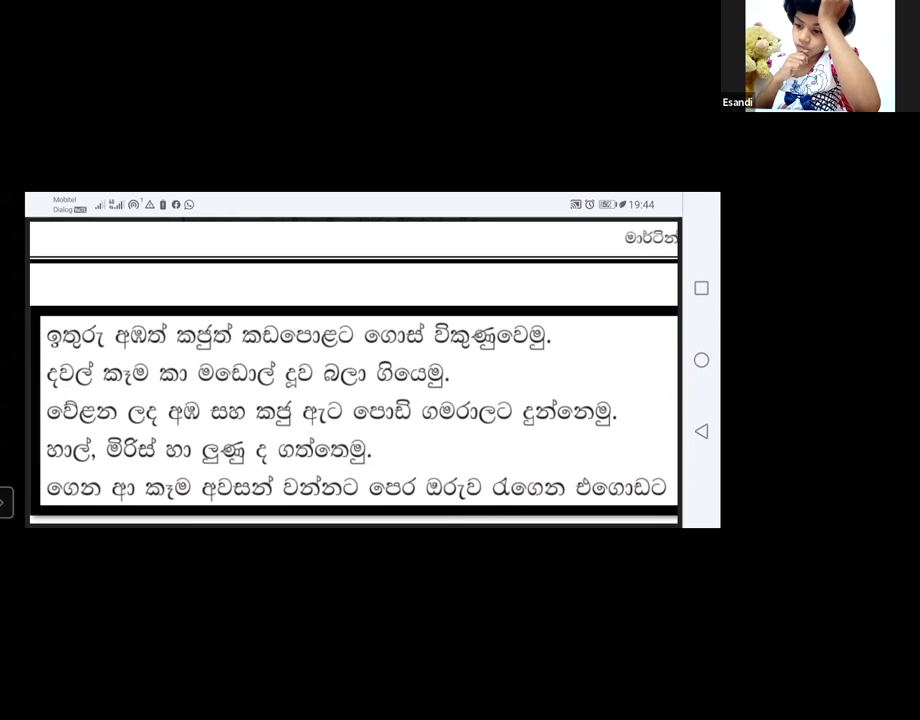 Esandi
Mobitel
Dialog VoLTE
19:44
මාර්ටින්
ඉතුරු අඹත් කජුත් කඩපොළට ගොස් විකුණුවෙමු.
දවල් කෑම කා මඩොල් දූව බලා ගියෙමු.
වේළන ලද අඹ සහ කජු ඇට පොඩි ගමරාලට දුන්නෙමු.
හාල්, මිරිස් හා ලුණු ද ගත්තෙමු.
ගෙන ආ කෑම අවසන් වන්නට පෙර ඔරුව රැගෙන එගොඩට